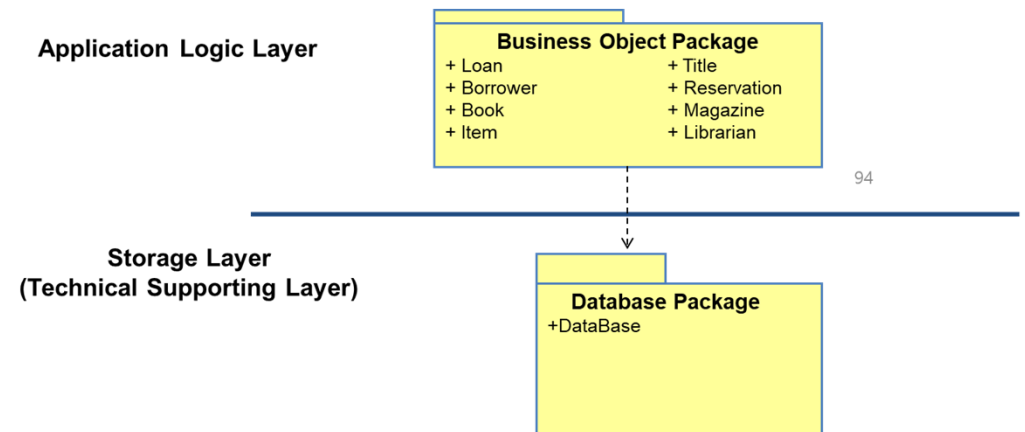 Application Logic Layer
Business Object Package
+ Loan
+ Title
+ Borrower
+ Reservation
+ Book
+ Magazine
+ Item
+ Librarian
94
Storage Layer
(Technical Supporting Layer)
Database Package
+DataBase